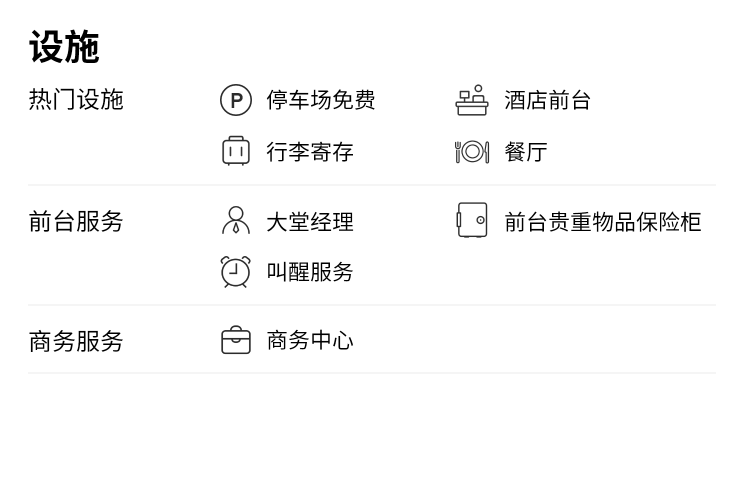 设施
热门设施 停车场免费 酒店前台
行李寄存 餐厅
前台服务 大堂经理 前台贵重物品保险柜
叫醒服务
商务服务 商务中心